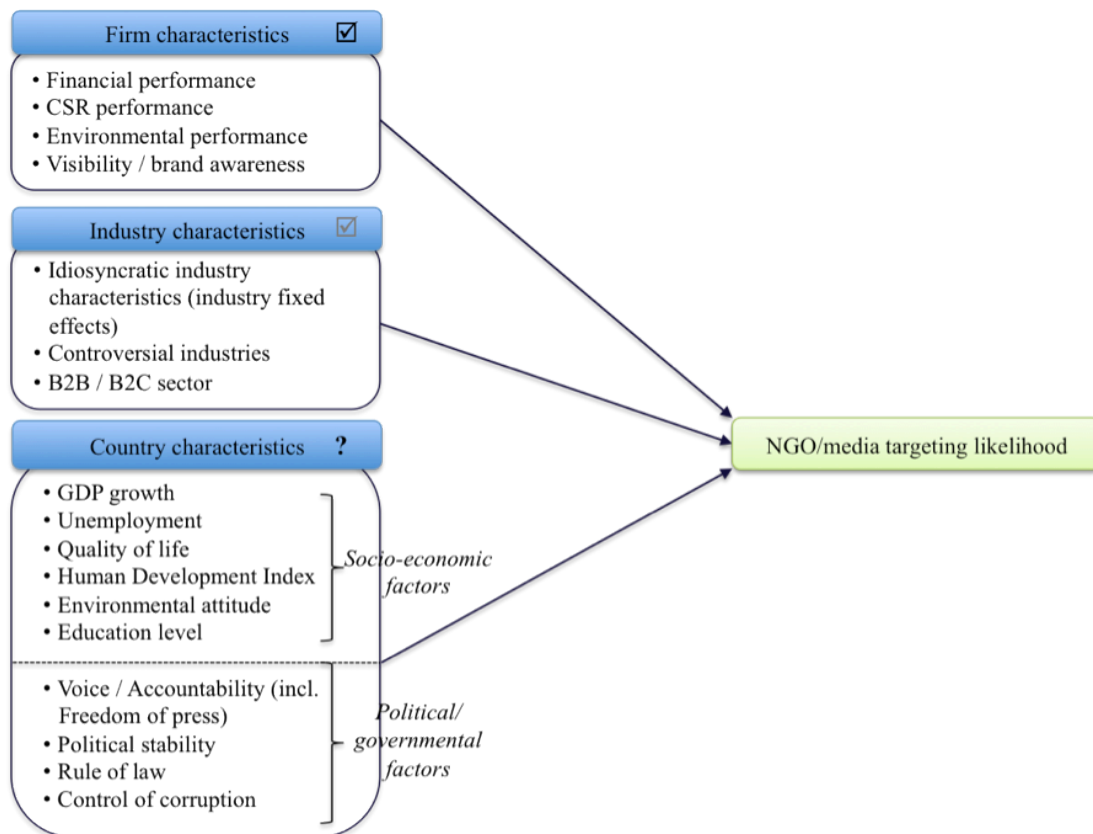 Firm characteristics ☑
• Financial performance
• CSR performance
• Environmental performance
• Visibility / brand awareness
Industry characteristics ☑
• Idiosyncratic industry
characteristics (industry fixed
effects)
• Controversial industries
• B2B / B2C sector
Country characteristics ?
• GDP growth
• Unemployment
• Quality of life
• Human Development Index
• Environmental attitude
• Education level
Socio-economic
factors
• Voice / Accountability (incl.
Freedom of press)
• Political stability
• Rule of law
• Control of corruption
Political/
governmental
factors
NGO/media targeting likelihood